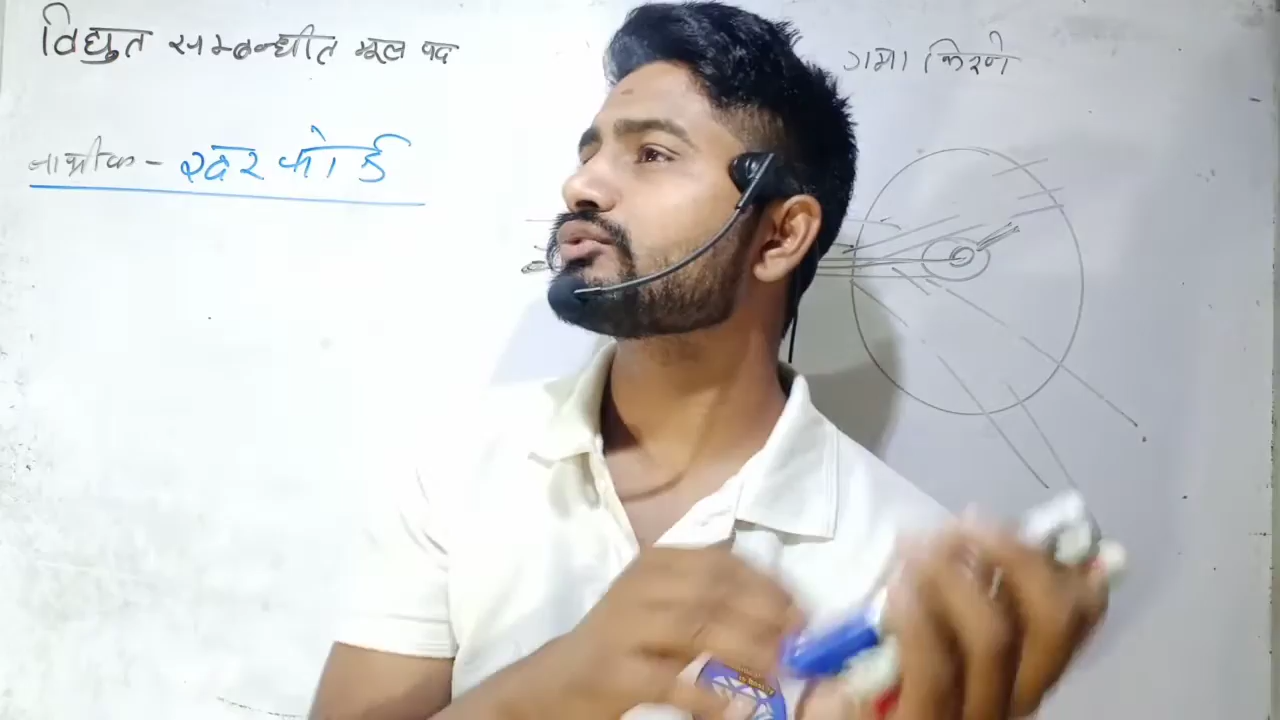 विद्युत सम्बन्धीत मूल पद
गामा किरणे
नाभीक - रदरफोर्ड